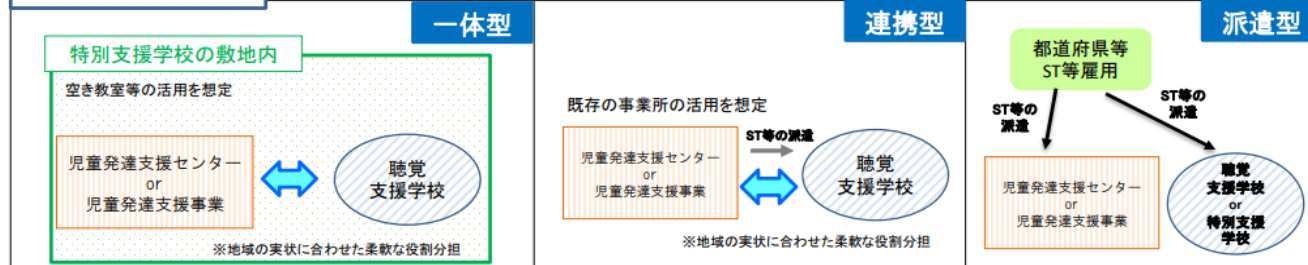 一体型
特別支援学校の敷地内
空き教室等の活用を想定
児童発達支援センター
or
児童発達支援事業
聴覚
支援学校
※地域の実状に合わせた柔軟な役割分担
連携型
既存の事業所の活用を想定
ST等の派遣
児童発達支援センター
or
児童発達支援事業
聴覚
支援学校
※地域の実状に合わせた柔軟な役割分担
派遣型
都道府県等
ST等雇用
ST等の
派遣
ST等の
派遣
児童発達支援センター
or
児童発達支援事業
聴覚
支援学校
or
特別支援
学校